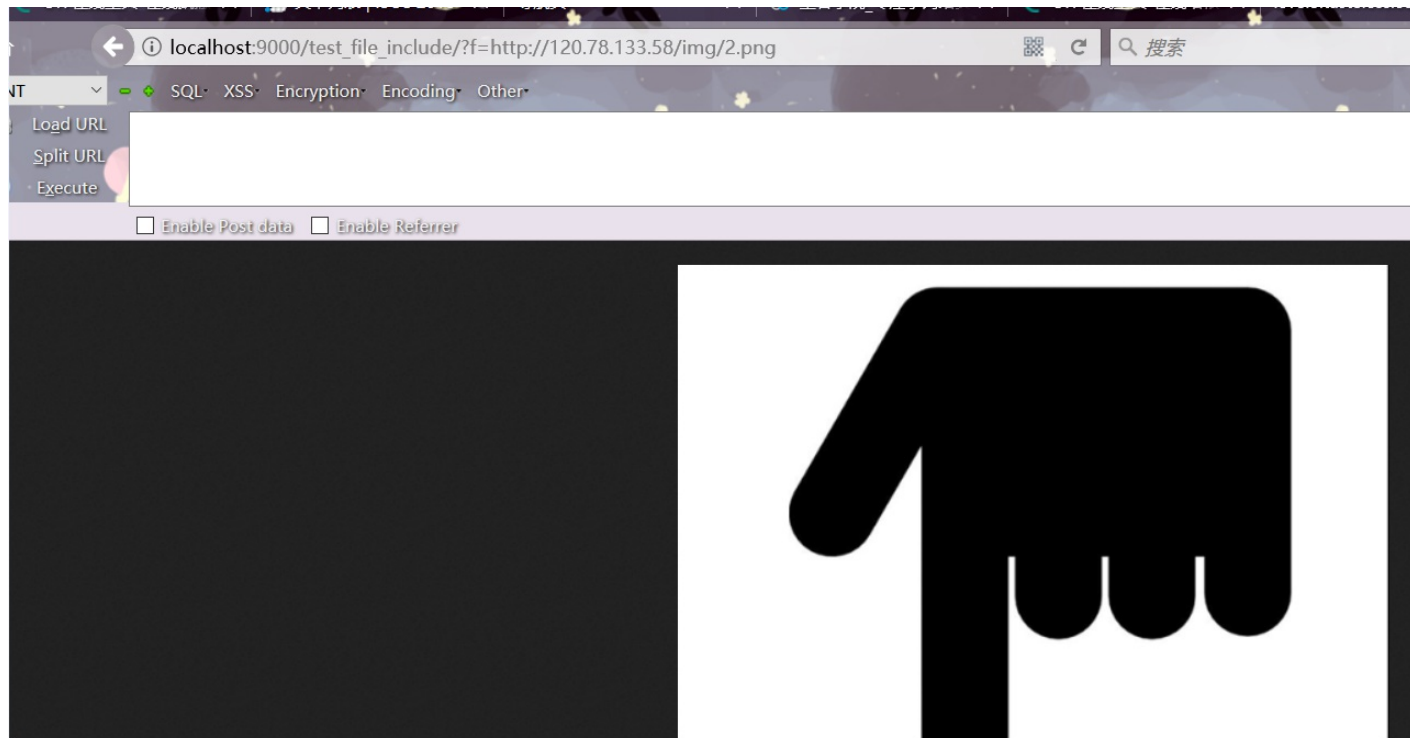 localhost:9000/test_file_include/?f=http://120.78.133.58/img/2.png
搜索
SQL XSS Encryption Encoding Other
Load URL
Split URL
Execute
Enable Post data Enable Referrer